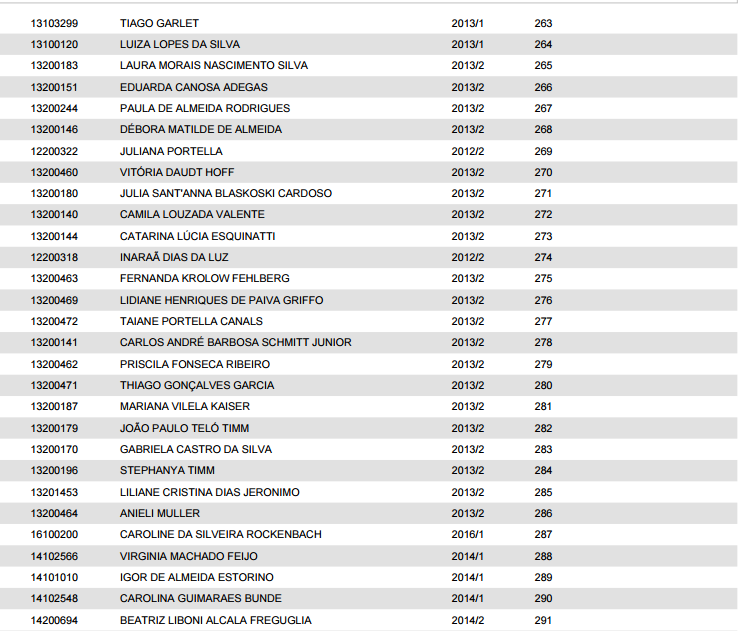 13103299 TIAGO GARLET 2013/1 263
13100120 LUIZA LOPES DA SILVA 2013/1 264
13200183 LAURA MORAIS NASCIMENTO SILVA 2013/2 265
13200151 EDUARDA CANOSA ADEGAS 2013/2 266
13200244 PAULA DE ALMEIDA RODRIGUES 2013/2 267
13200146 DÉBORA MATILDE DE ALMEIDA 2013/2 268
12200322 JULIANA PORTELLA 2012/2 269
13200460 VITÓRIA DAUDT HOFF 2013/2 270
13200180 JULIA SANT'ANNA BLASKOSKI CARDOSO 2013/2 271
13200140 CAMILA LOUZADA VALENTE 2013/2 272
13200144 CATARINA LÚCIA ESQUINATTI 2013/2 273
12200318 INARAÃ DIAS DA LUZ 2012/2 274
13200463 FERNANDA KROLOW FEHLBERG 2013/2 275
13200469 LIDIANE HENRIQUES DE PAIVA GRIFFO 2013/2 276
13200472 TAIANE PORTELLA CANALS 2013/2 277
13200141 CARLOS ANDRÉ BARBOSA SCHMITT JUNIOR 2013/2 278
13200462 PRISCILA FONSECA RIBEIRO 2013/2 279
13200471 THIAGO GONÇALVES GARCIA 2013/2 280
13200187 MARIANA VILELA KAISER 2013/2 281
13200179 JOÃO PAULO TELÓ TIMM 2013/2 282
13200170 GABRIELA CASTRO DA SILVA 2013/2 283
13200196 STEPHANYA TIMM 2013/2 284
13201453 LILIANE CRISTINA DIAS JERONIMO 2013/2 285
13200464 ANIELI MULLER 2013/2 286
16100200 CAROLINE DA SILVEIRA ROCKENBACH 2016/1 287
14102566 VIRGINIA MACHADO FEIJO 2014/1 288
14101010 IGOR DE ALMEIDA ESTORINO 2014/1 289
14102548 CAROLINA GUIMARAES BUNDE 2014/1 290
14200694 BEATRIZ LIBONI ALCALA FREGUGLIA 2014/2 291